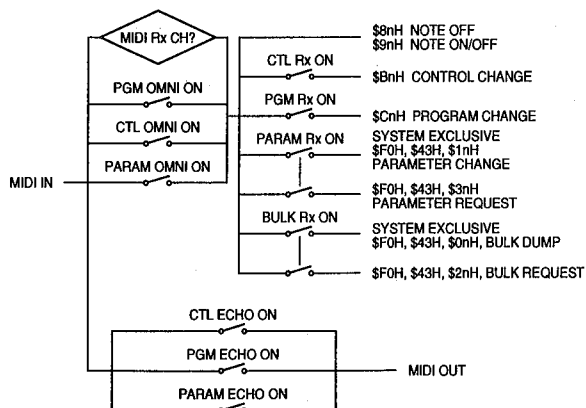 MIDI Rx CH?
PGM OMNI ON
CTL OMNI ON
PARAM OMNI ON
MIDI IN
$8nH NOTE OFF
$9nH NOTE ON/OFF
CTL Rx ON
$BnH CONTROL CHANGE
PGM Rx ON
$CnH PROGRAM CHANGE
PARAM Rx ON
SYSTEM EXCLUSIVE
$F0H, $43H, $1nH
PARAMETER CHANGE
$F0H, $43H, $3nH
PARAMETER REQUEST
BULK Rx ON
SYSTEM EXCLUSIVE
$F0H, $43H, $0nH, BULK DUMP
$F0H, $43H, $2nH, BULK REQUEST
CTL ECHO ON
PGM ECHO ON
MIDI OUT
PARAM ECHO ON